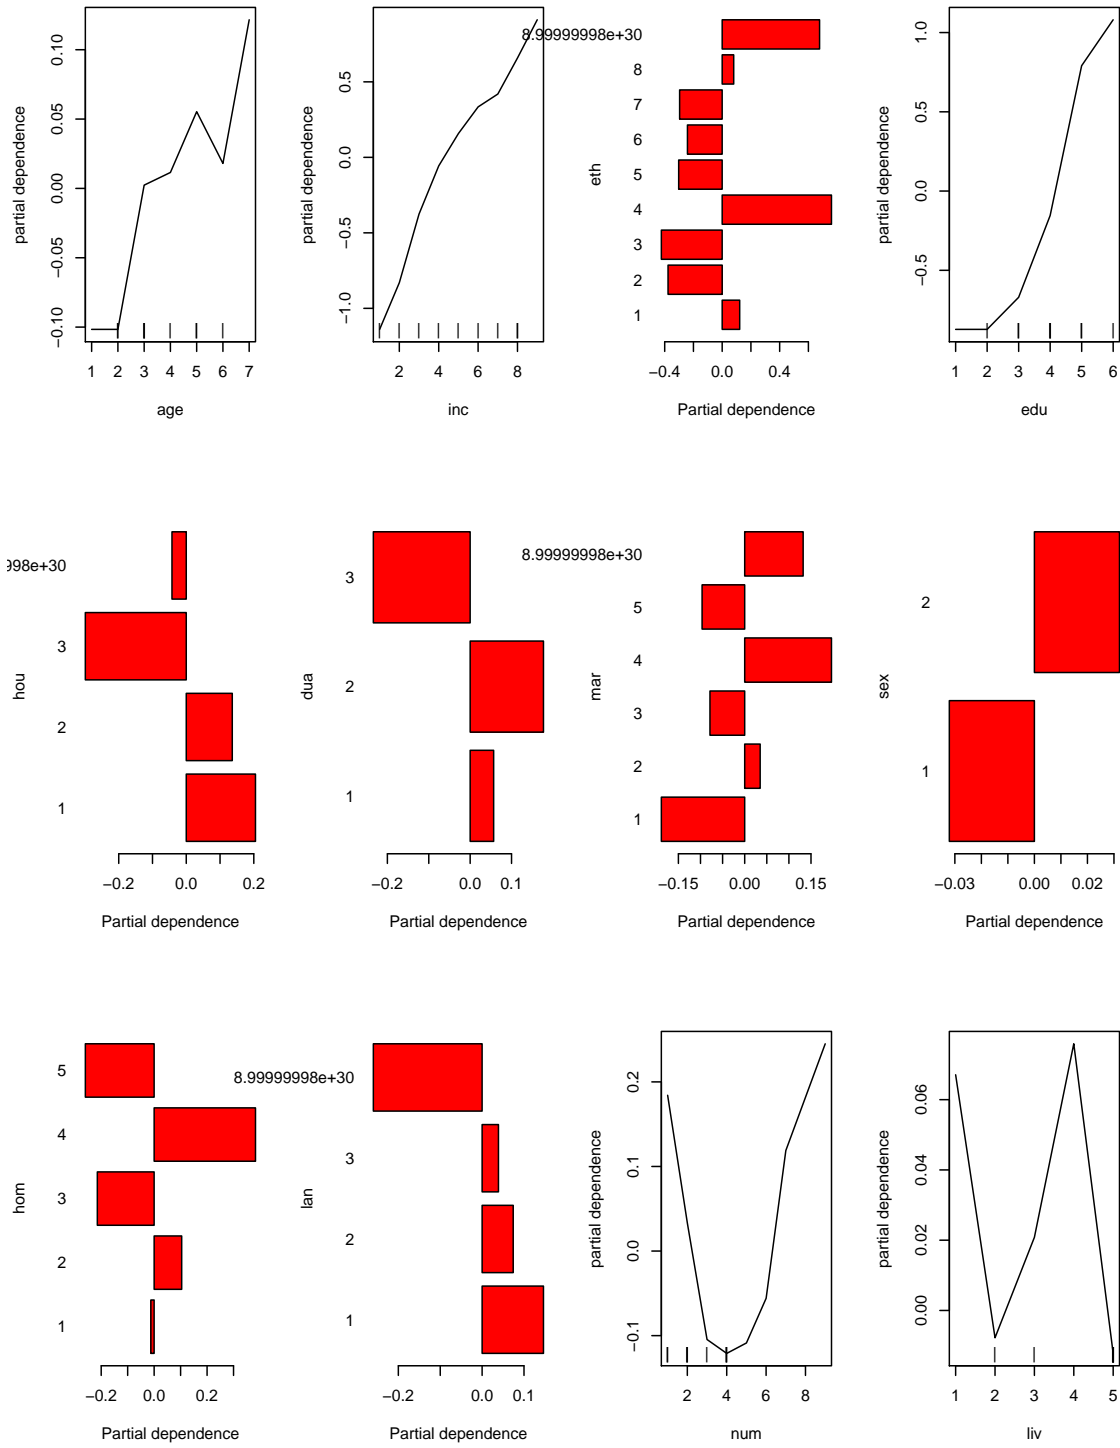 partial dependence
0.10
0.05
0.00
−0.05
−0.10
1 2 3 4 5 6 7
age
partial dependence
0.5
0.0
−0.5
−1.0
2 4 6 8
inc
eth
8.99999998e+30
8
7
6
5
4
3
2
1
−0.4 0.0 0.4
Partial dependence
partial dependence
1.0
0.5
0.0
−0.5
1 2 3 4 5 6
edu
hou
998e+30
3
2
1
−0.2 0.0 0.2
Partial dependence
dua
3
2
1
−0.2 0.0 0.1
Partial dependence
mar
8.99999998e+30
5
4
3
2
1
−0.15 0.00 0.15
Partial dependence
sex
2
1
−0.03 0.00 0.02
Partial dependence
hom
5
4
3
2
1
−0.2 0.0 0.2
Partial dependence
lan
8.99999998e+30
3
2
1
−0.2 0.0 0.1
Partial dependence
partial dependence
0.2
0.1
0.0
−0.1
2 4 6 8
num
partial dependence
0.06
0.04
0.02
0.00
1 2 3 4 5
liv